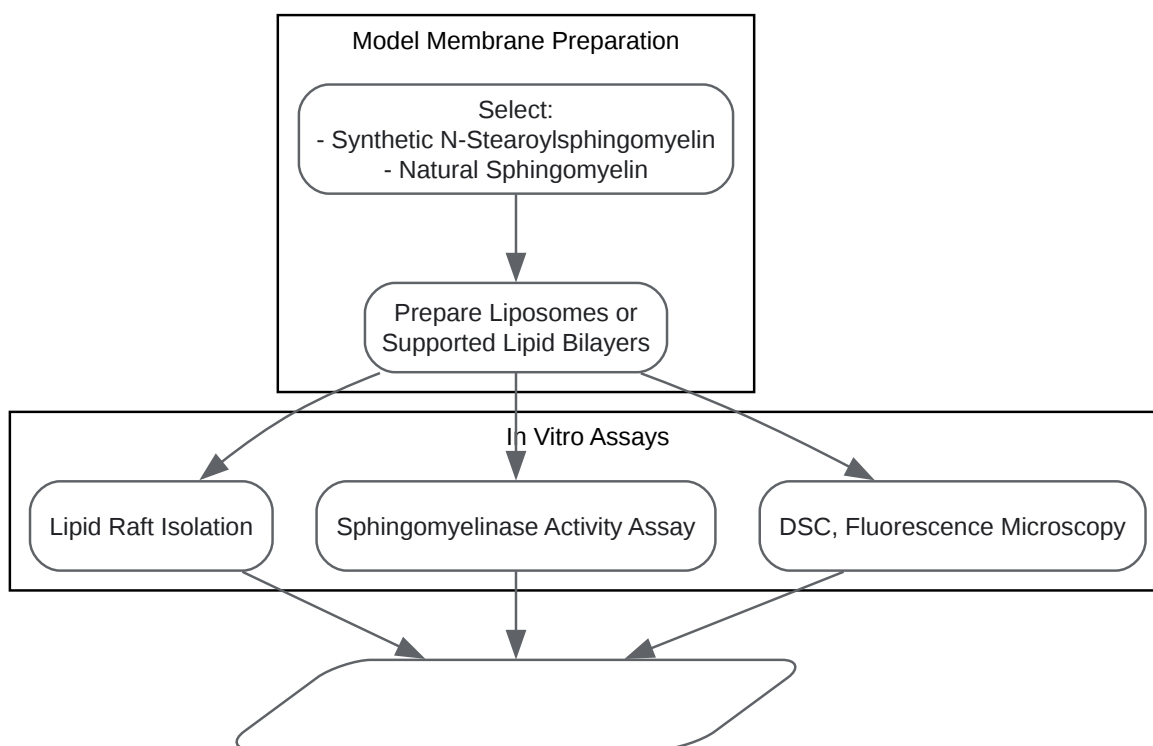 Model Membrane Preparation
Select:
- Synthetic N-Stearoylsphingomyelin
- Natural Sphingomyelin
Prepare Liposomes or
Supported Lipid Bilayers
In Vitro Assays
Lipid Raft Isolation
Sphingomyelinase Activity Assay
DSC, Fluorescence Microscopy